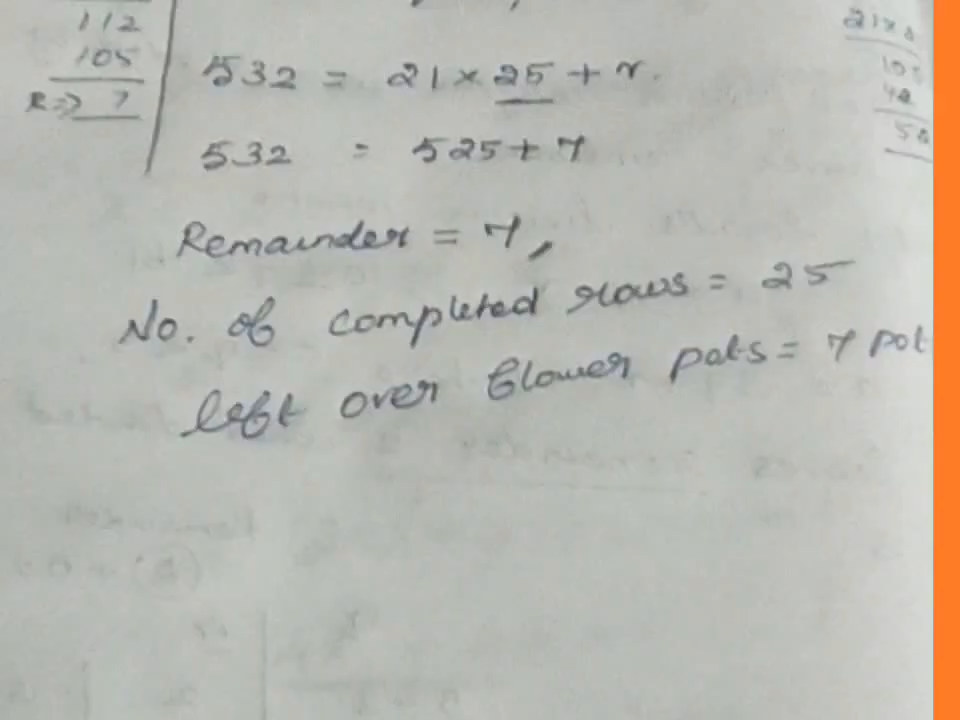 112
105
R => 7
532 = 21 x 25 + r.
532 = 525 + 7
21 x
Remainder = 7,
No. of completed rows = 25
left over flower pots = 7 pot